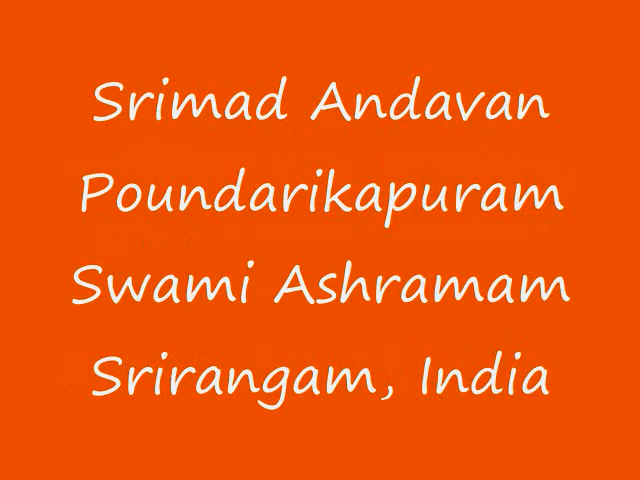 Srimad Andavan
Poundarikapuram
Swami Ashramam
Srirangam, India